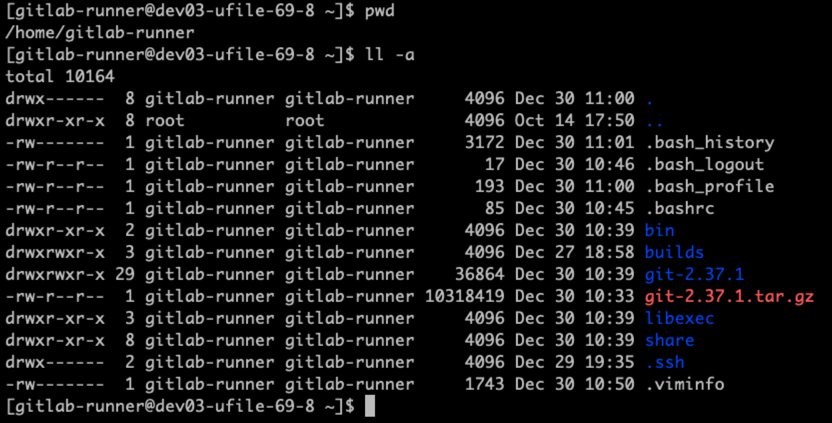 [gitlab-runner@dev03-ufile-69-8 ~]$ pwd
/home/gitlab-runner
[gitlab-runner@dev03-ufile-69-8 ~]$ ll -a
total 10164
drwx------  8 gitlab-runner gitlab-runner     4096 Dec 30 11:00 .
drwxr-xr-x  8 root          root              4096 Oct 14 17:50 ..
-rw-------  1 gitlab-runner gitlab-runner     3172 Dec 30 11:01 .bash_history
-rw-r--r--  1 gitlab-runner gitlab-runner       17 Dec 30 10:46 .bash_logout
-rw-r--r--  1 gitlab-runner gitlab-runner      193 Dec 30 11:00 .bash_profile
-rw-r--r--  1 gitlab-runner gitlab-runner       85 Dec 30 10:45 .bashrc
drwxr-xr-x  2 gitlab-runner gitlab-runner     4096 Dec 30 10:39 bin
drwxrwxr-x  3 gitlab-runner gitlab-runner     4096 Dec 27 18:58 builds
drwxrwxr-x 29 gitlab-runner gitlab-runner    36864 Dec 30 10:39 git-2.37.1
-rw-r--r--  1 gitlab-runner gitlab-runner 10318419 Dec 30 10:33 git-2.37.1.tar.gz
drwxr-xr-x  3 gitlab-runner gitlab-runner     4096 Dec 30 10:39 libexec
drwxr-xr-x  8 gitlab-runner gitlab-runner     4096 Dec 30 10:39 share
drwx------  2 gitlab-runner gitlab-runner     4096 Dec 29 19:35 .ssh
-rw-------  1 gitlab-runner gitlab-runner     1743 Dec 30 10:50 .viminfo
[gitlab-runner@dev03-ufile-69-8 ~]$